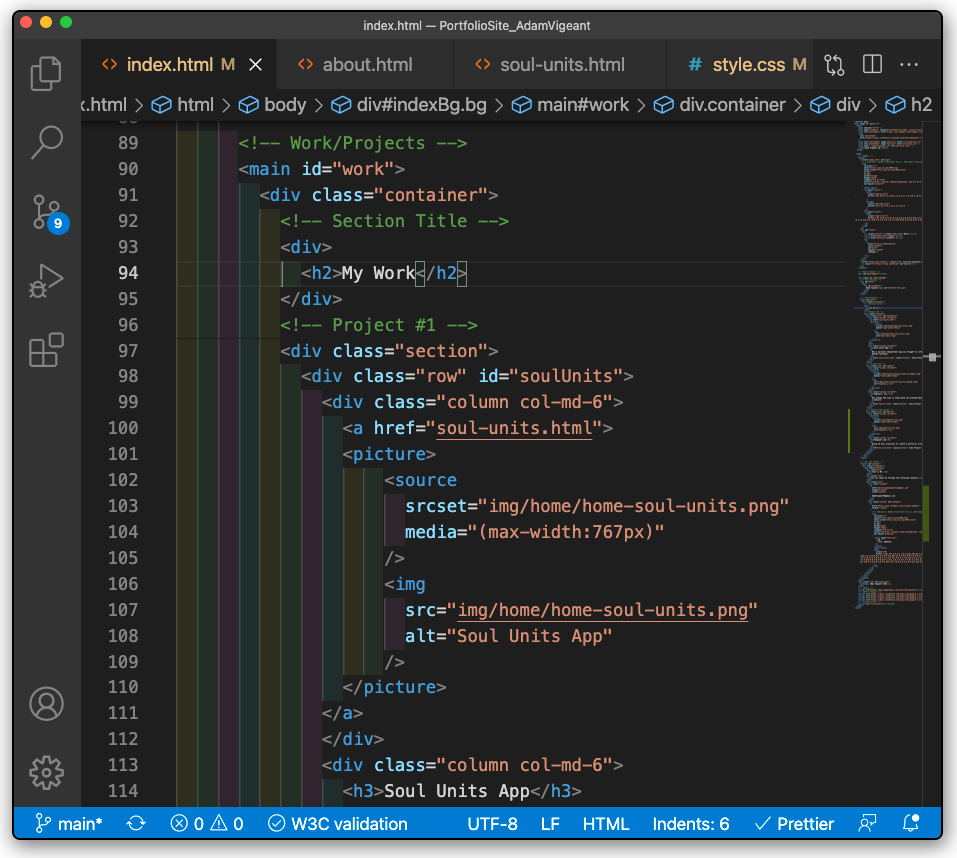 index.html — PortfolioSite_AdamVigeant
<> index.html M × <> about.html <> soul-units.html # style.css M ···
x.html > html > body > div#indexBg.bg > main#work > div.container > div > h2
89 <!-- Work/Projects -->
90 <main id="work">
91 <div class="container">
92 <!-- Section Title -->
93 <div>
94 <h2>My Work</h2>
95 </div>
96 <!-- Project #1 -->
97 <div class="section">
98 <div class="row" id="soulUnits">
99 <div class="column col-md-6">
100 <a href="soul-units.html">
101 <picture>
102 <source
103 srcset="img/home/home-soul-units.png"
104 media="(max-width:767px)"
105 />
106 <img
107 src="img/home/home-soul-units.png"
108 alt="Soul Units App"
109 />
110 </picture>
111 </a>
112 </div>
113 <div class="column col-md-6">
114 <h3>Soul Units App</h3>
9
main* 0 0 W3C validation UTF-8 LF HTML Indents: 6 Prettier